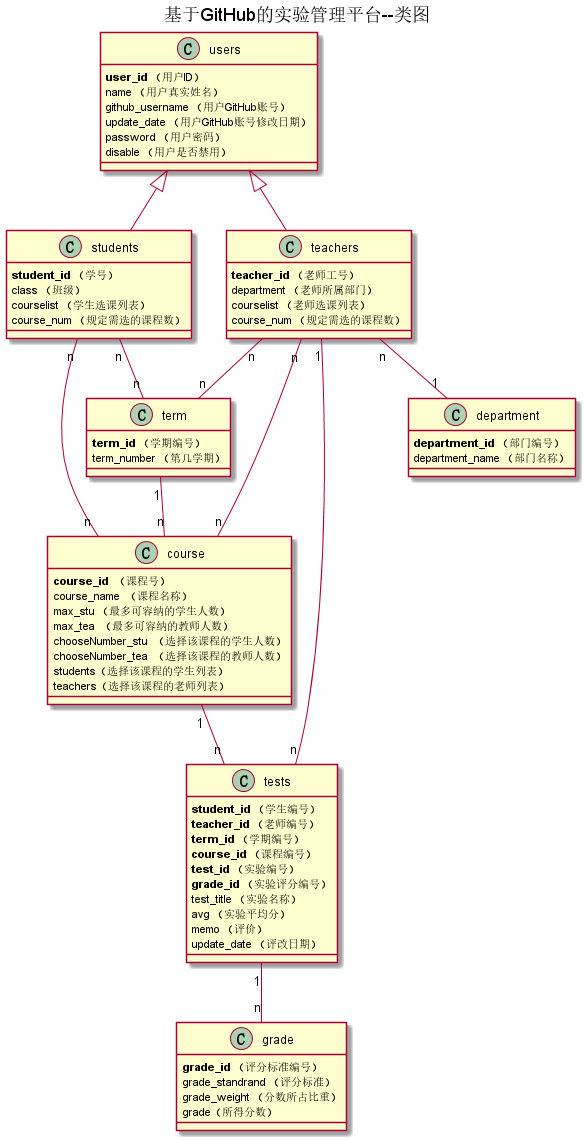 基于GitHub的实验管理平台--类图
C users
user_id （用户ID）
name （用户真实姓名）
github_username （用户GitHub账号）
update_date （用户GitHub账号修改日期）
password （用户密码）
disable （用户是否禁用）
C students
student_id （学号）
class （班级）
courselist （学生选课列表）
course_num （规定需选的课程数）
C teachers
teacher_id （老师工号）
department （老师所属部门）
courselist （老师选课列表）
course_num （规定需选的课程数）
n n n n 1 n
n n 1
C term
term_id （学期编号）
term_number （第几学期）
C department
department_id （部门编号）
department_name （部门名称）
1
n n n
C course
course_id （课程号）
course_name （课程名称）
max_stu （最多可容纳的学生人数）
max_tea （最多可容纳的教师人数）
chooseNumber_stu （选择该课程的学生人数）
chooseNumber_tea （选择该课程的教师人数）
students（选择该课程的学生列表）
teachers（选择该课程的老师列表）
1
n n
C tests
student_id （学生编号）
teacher_id （老师编号）
term_id （学期编号）
course_id （课程编号）
test_id （实验编号）
grade_id （实验评分编号）
test_title （实验名称）
avg （实验平均分）
memo （评价）
update_date （评改日期）
1
n
C grade
grade_id （评分标准编号）
grade_standrand （评分标准）
grade_weight （分数所占比重）
grade（所得分数）